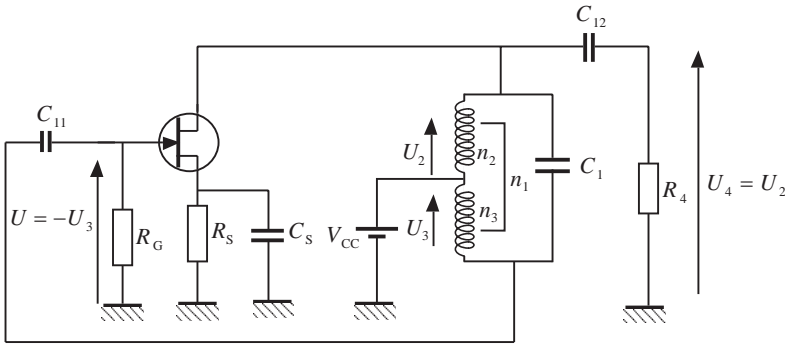 C12
C11
U2
n2
n1
C1
R4
U4 = U2
U = −U3
RG
RS
CS
VCC
U3
n3